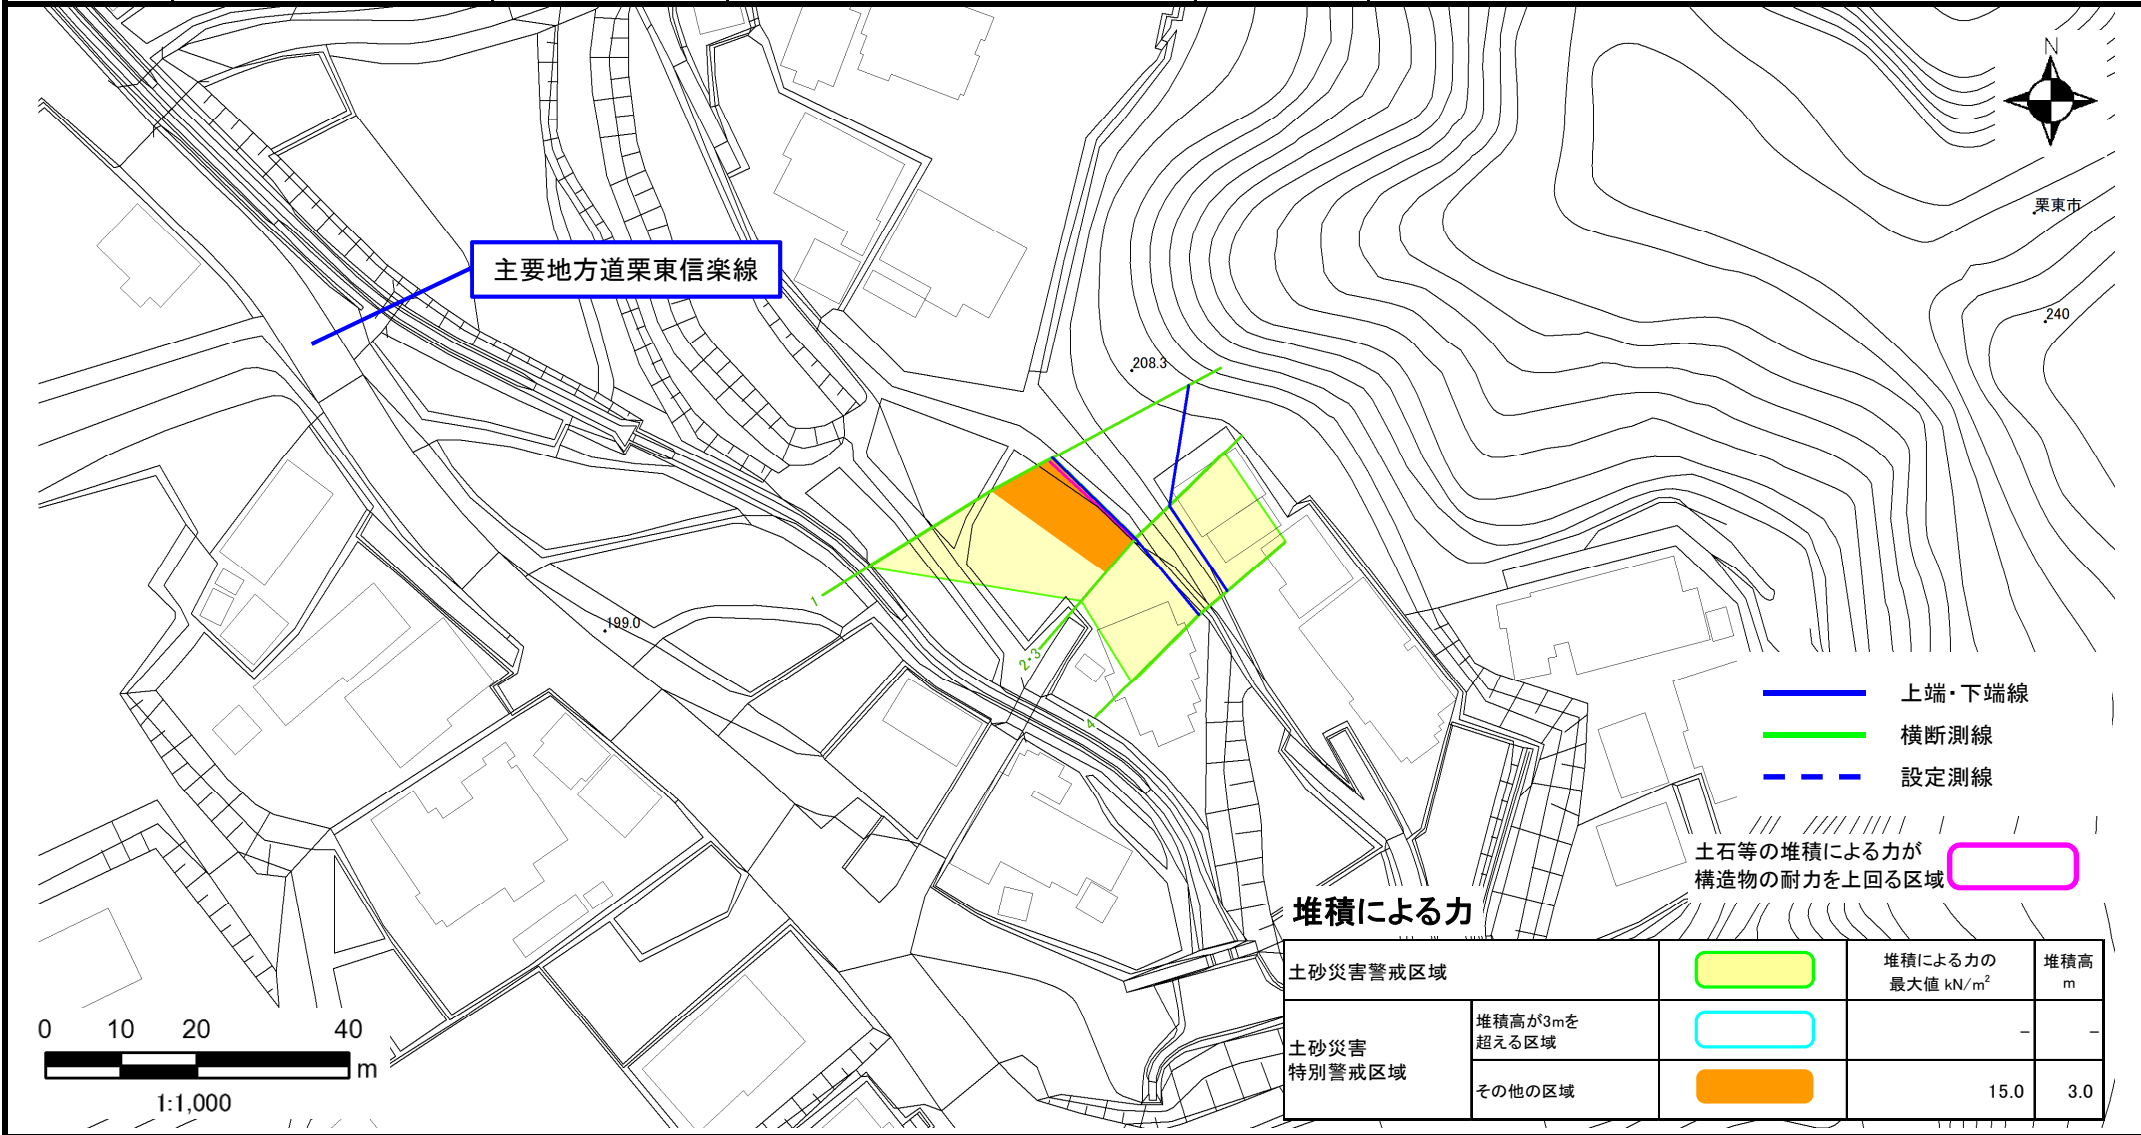 N
栗東市
主要地方道栗東信楽線
240
208.3
199.0
1
2・3
4
上端・下端線
横断測線
設定測線
土石等の堆積による力が
構造物の耐力を上回る区域
堆積による力
土砂災害警戒区域
堆積による力の
最大値 kN/m²
堆積高
m
土砂災害
特別警戒区域
堆積高が3mを
超える区域
－
－
その他の区域
15.0
3.0
0 10 20 40
m
1:1,000